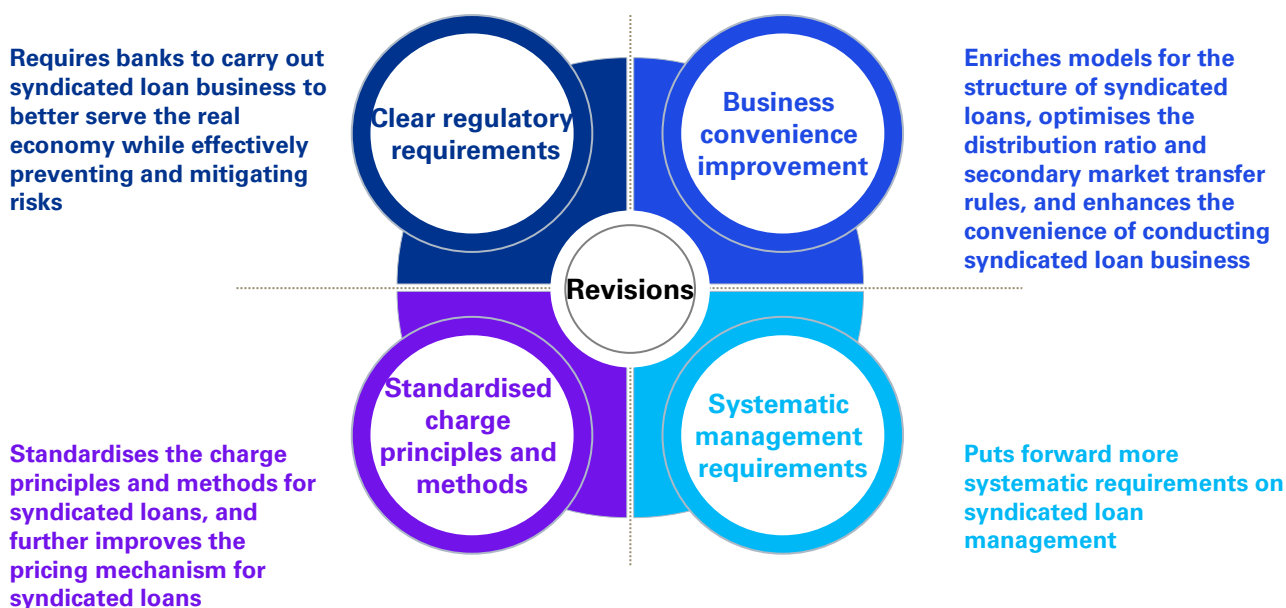 Requires banks to carry out
syndicated loan business to
better serve the real
economy while effectively
preventing and mitigating
risks
Clear regulatory
requirements
Business
convenience
improvement
Enriches models for the
structure of syndicated
loans, optimises the
distribution ratio and
secondary market transfer
rules, and enhances the
convenience of conducting
syndicated loan business
Revisions
Standardises the charge
principles and methods for
syndicated loans, and
further improves the
pricing mechanism for
syndicated loans
Standardised
charge
principles and
methods
Systematic
management
requirements
Puts forward more
systematic requirements on
syndicated loan
management